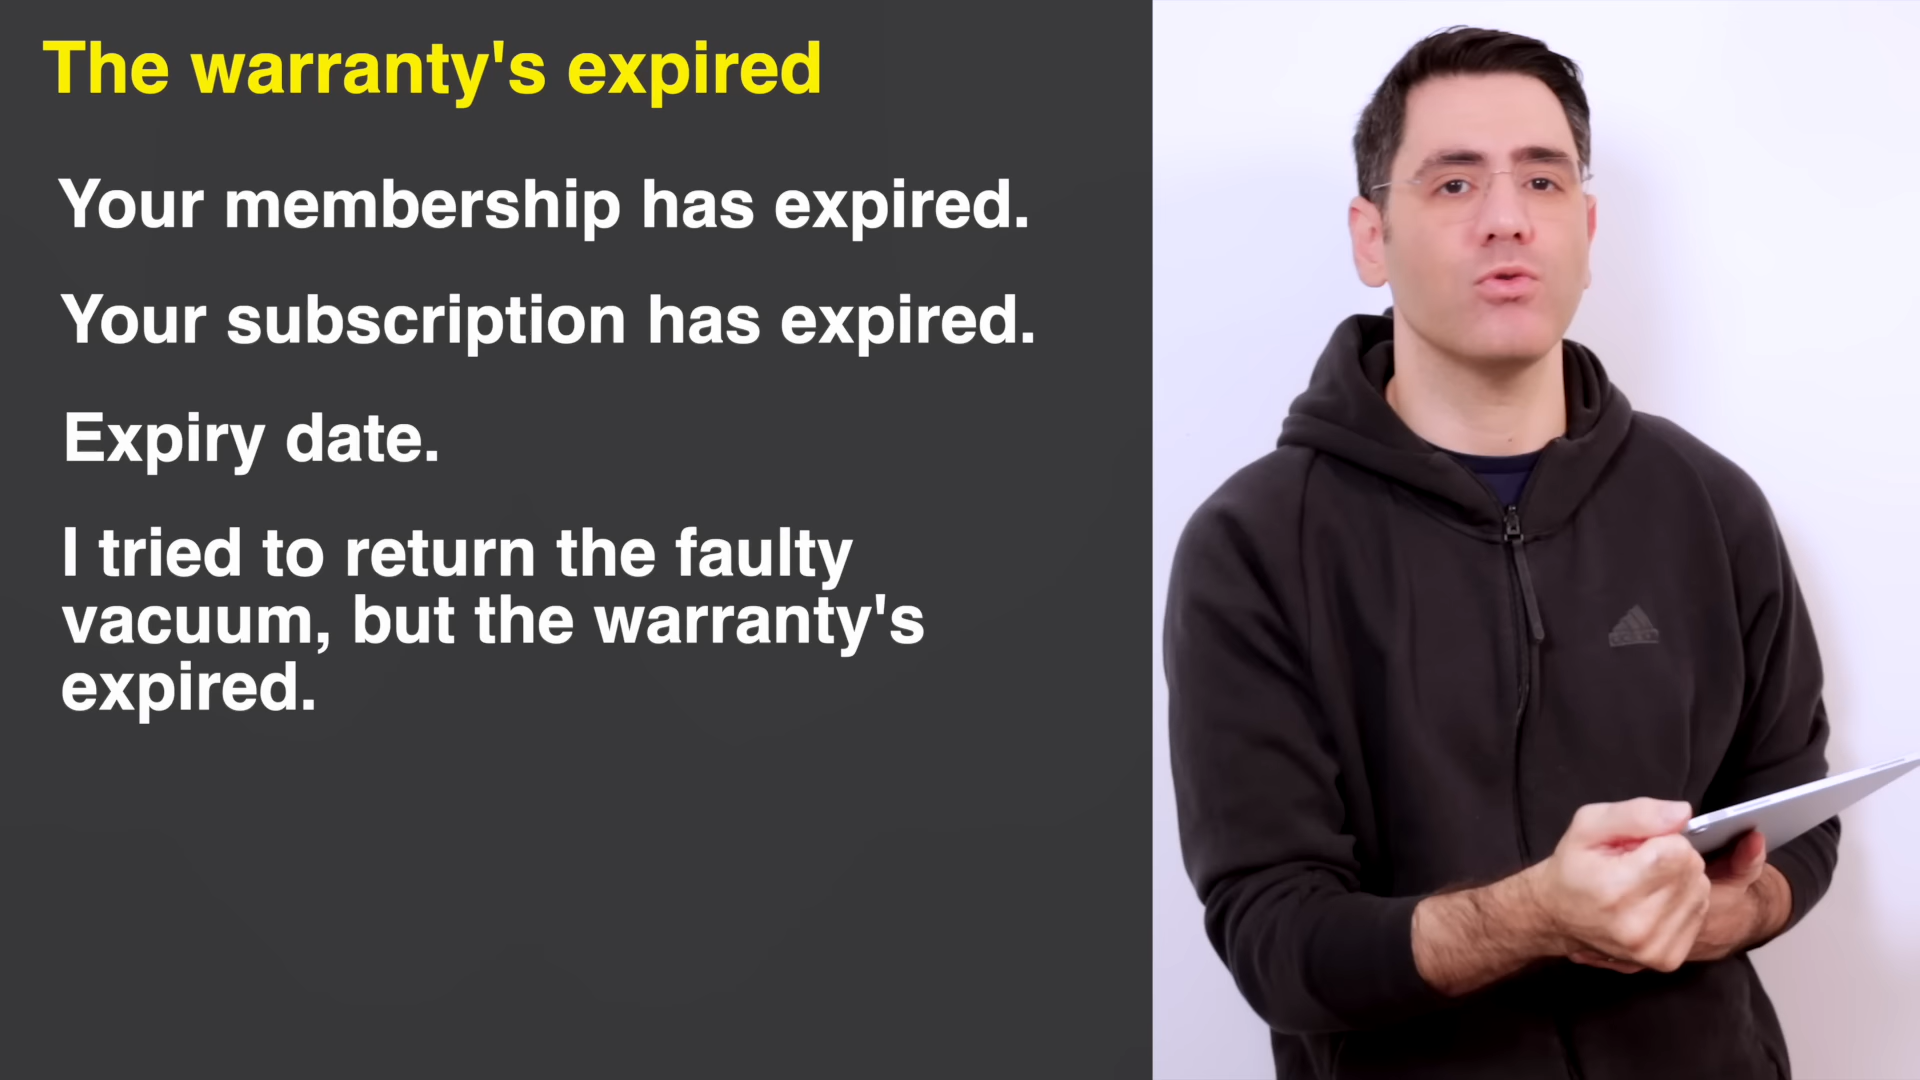 The warranty's expired
Your membership has expired.
Your subscription has expired.
Expiry date.
I tried to return the faulty
vacuum, but the warranty's
expired.